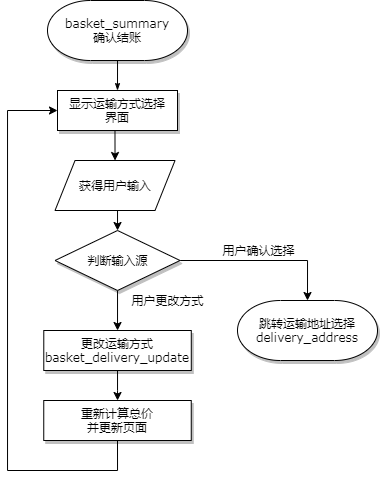 basket_summary
确认结账
显示运输方式选择
界面
获得用户输入
判断输入源
用户确认选择
用户更改方式
跳转运输地址选择
delivery_address
更改运输方式
basket_delivery_update
重新计算总价
并更新页面